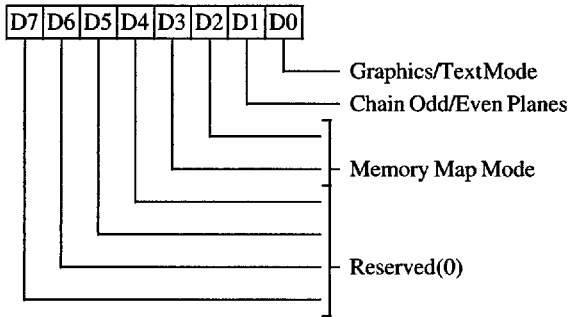 D7 D6 D5 D4 D3 D2 D1 D0
Graphics/TextMode
Chain Odd/Even Planes
Memory Map Mode
Reserved(0)